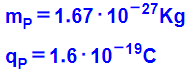 mₚ = 1.67 · 10⁻²⁷Kg
qₚ = 1.6 · 10⁻¹⁹C